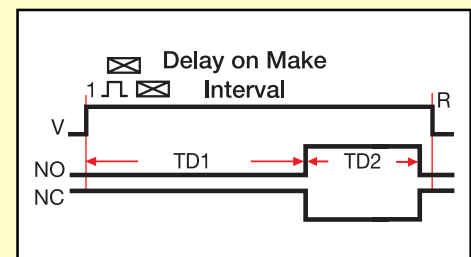 Delay on Make
1 Interval
V R
NO TD1 TD2
NC